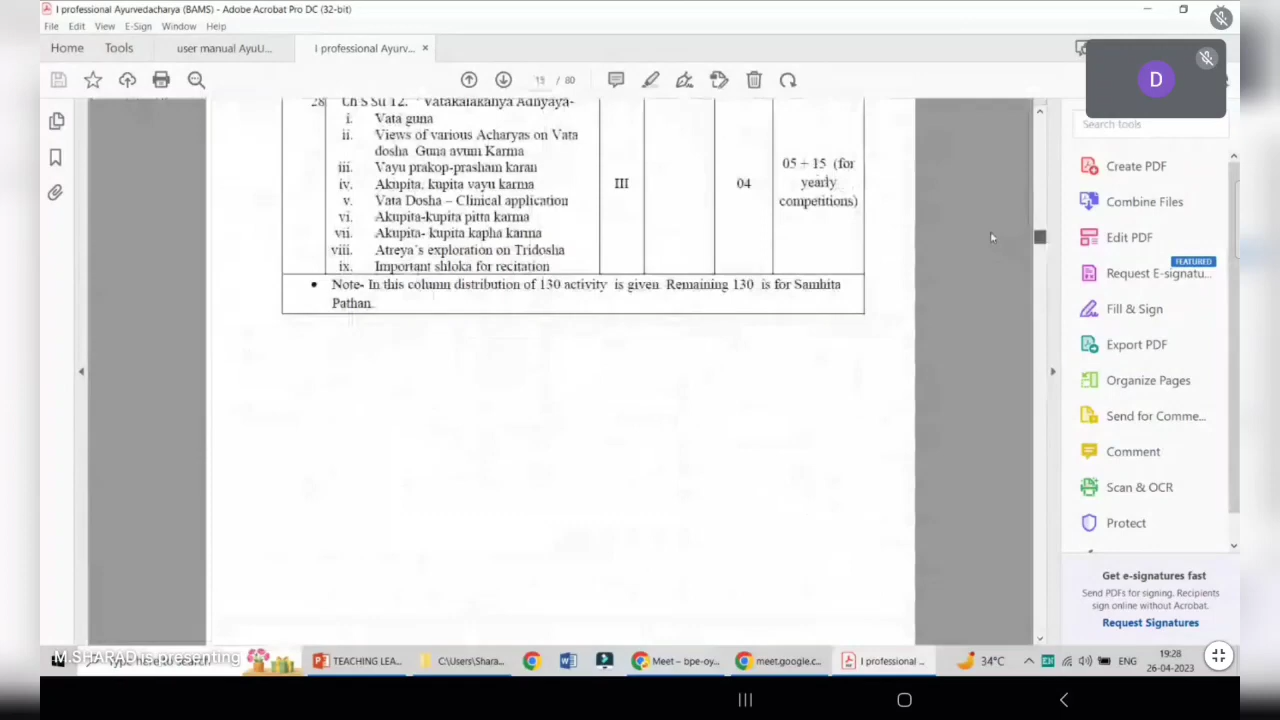 I professional Ayurvedacharya (BAMS) - Adobe Acrobat Pro DC (32-bit)
File Edit View E-Sign Window Help
Home Tools user manual AyuU... I professional Ayurv... ×
15 / 80
D
Search tools
28 Ch S Su 12. Vatakalakaliya Adhyaya-
i. Vata guna
ii. Views of various Acharyas on Vata
dosha Guna avum Karma
iii. Vayu prakop-prasham karan
iv. Akupita, kupita vayu karma
v. Vata Dosha – Clinical application
vi. Akupita-kupita pitta karma
vii. Akupita- kupita kapha karma
viii. Atreya's exploration on Tridosha
ix. Important shloka for recitation
III
04
05 + 15 (for
yearly
competitions)
• Note- In this column distribution of 130 activity is given. Remaining 130 is for Samhita
Pathan.
Create PDF
Combine Files
Edit PDF
FEATURED
Request E-signatu...
Fill & Sign
Export PDF
Organize Pages
Send for Comme...
Comment
Scan & OCR
Protect
Get e-signatures fast
Send PDFs for signing. Recipients
sign online without Acrobat.
Request Signatures
M.SHARAD is presenting
TEACHING LEA...
C:\Users\Shara...
Meet – bpe-oy...
meet.google.c...
I professional ...
34°C
ENG
19:28
26-04-2023